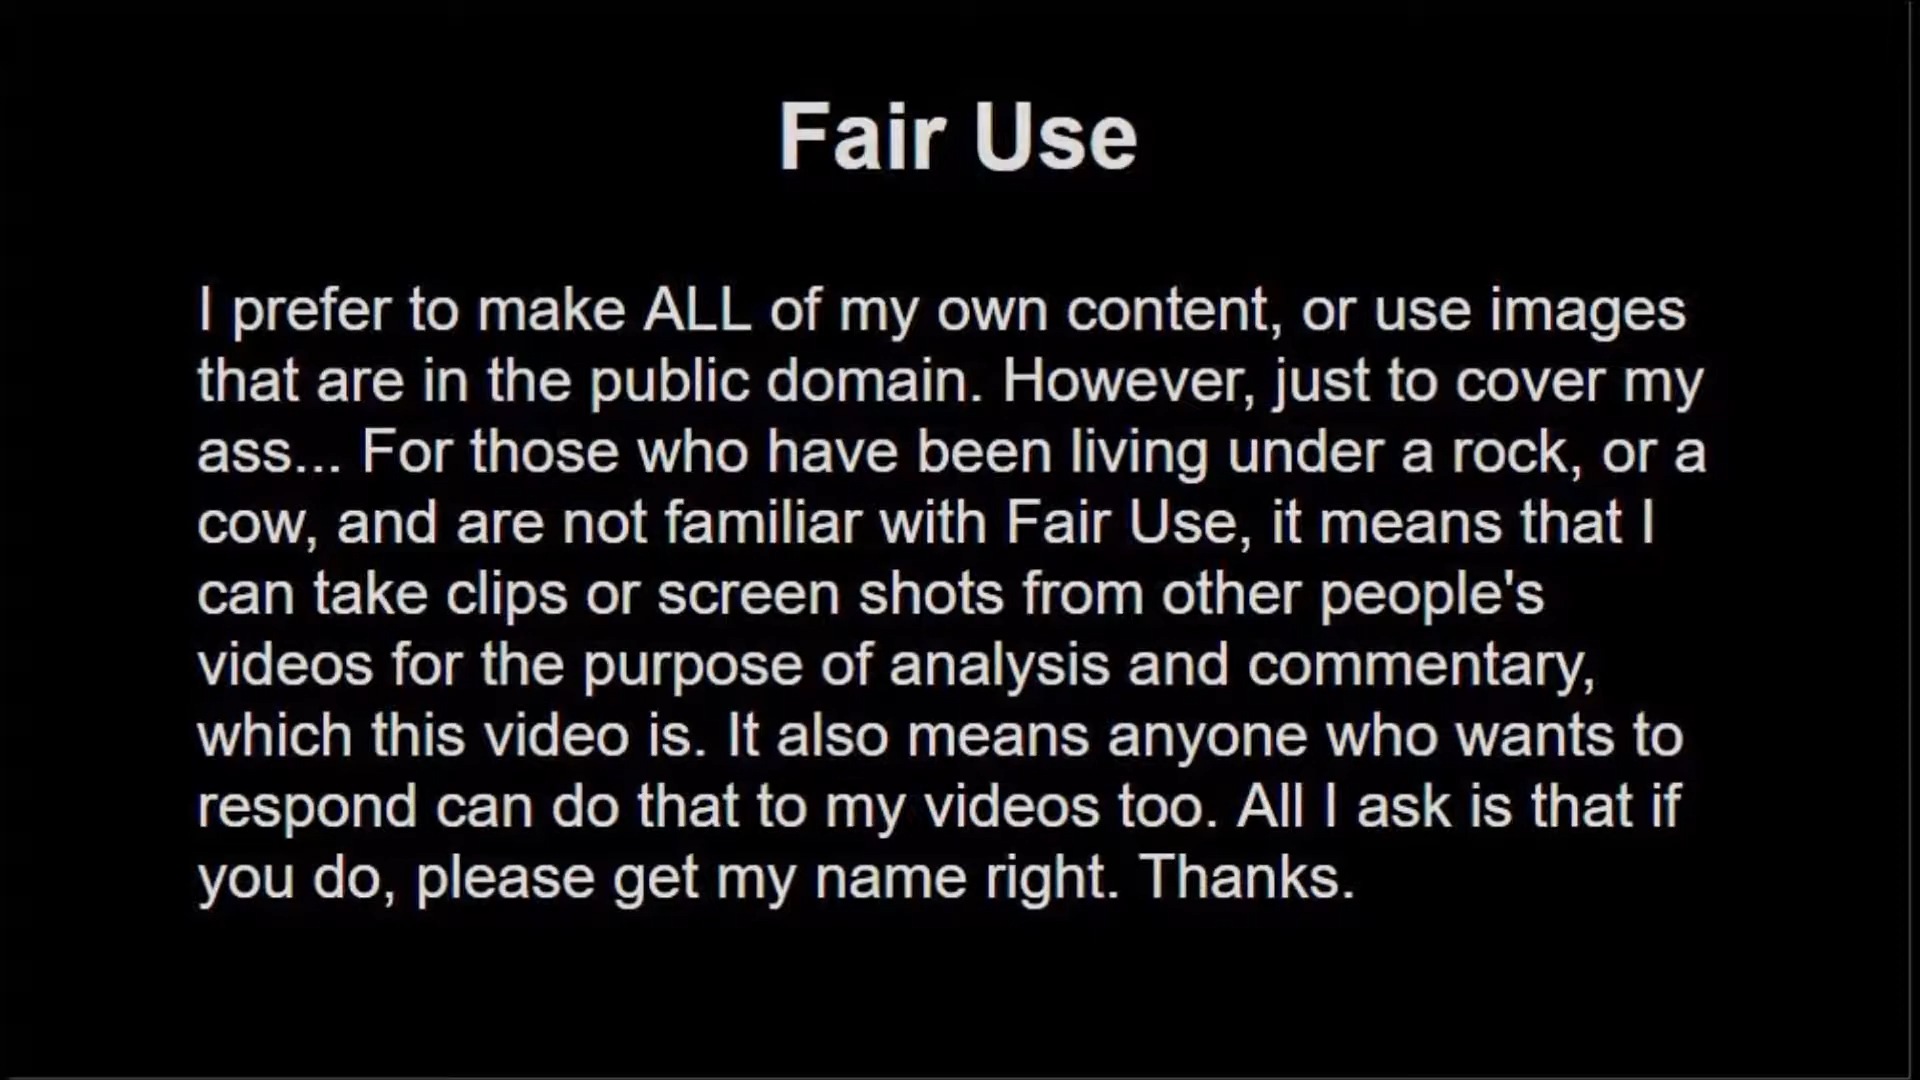 Fair Use
I prefer to make ALL of my own content, or use images
that are in the public domain. However, just to cover my
ass... For those who have been living under a rock, or a
cow, and are not familiar with Fair Use, it means that I
can take clips or screen shots from other people's
videos for the purpose of analysis and commentary,
which this video is. It also means anyone who wants to
respond can do that to my videos too. All I ask is that if
you do, please get my name right. Thanks.